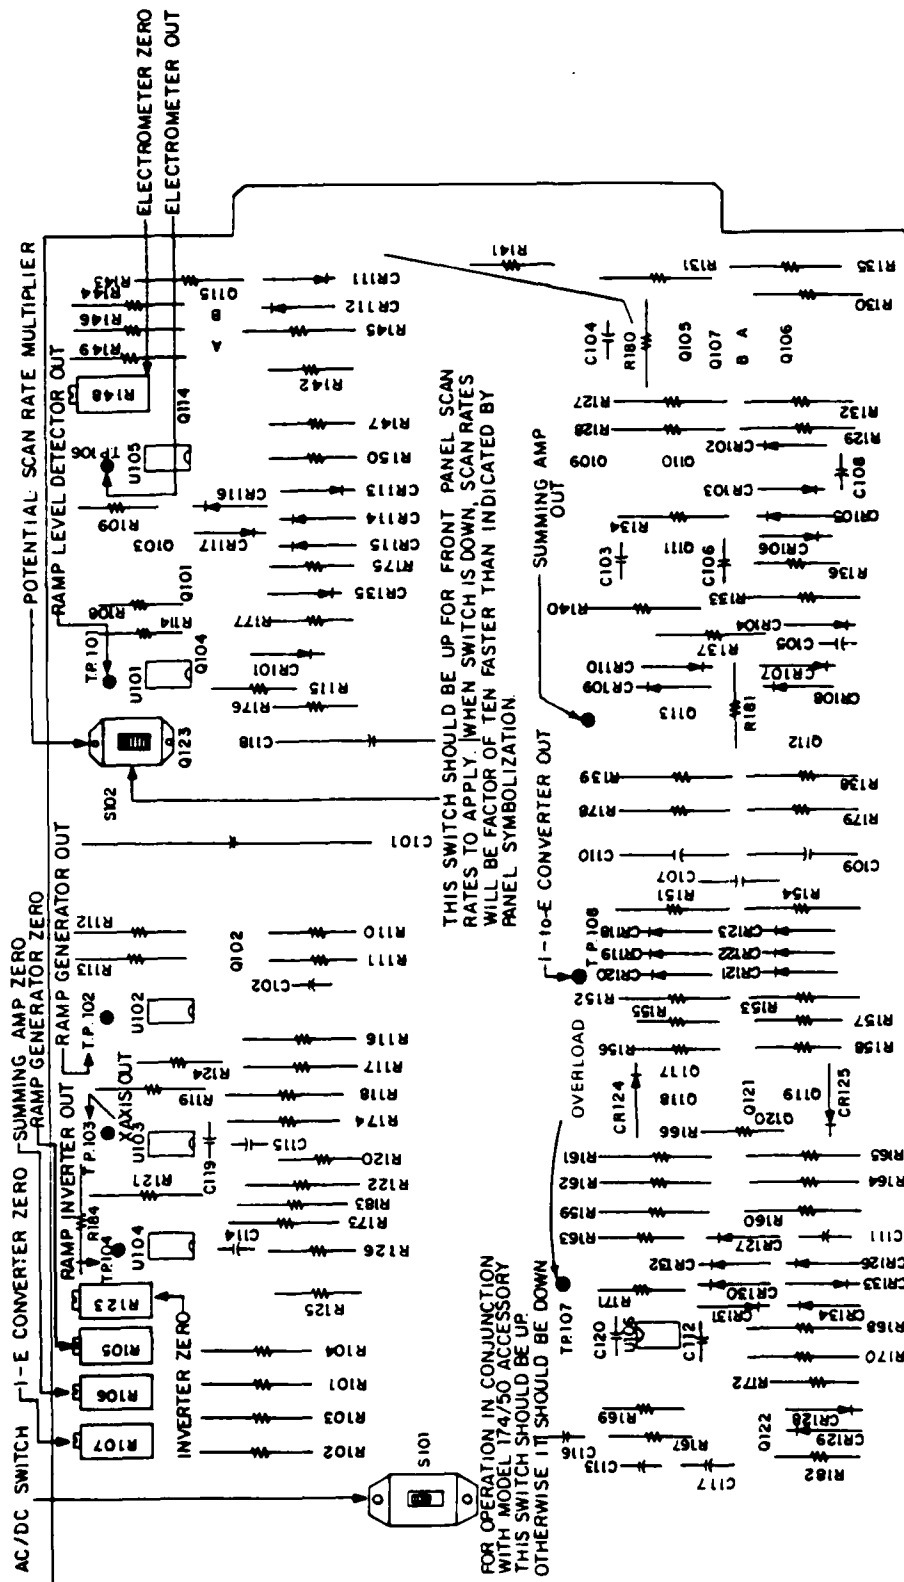 AC/DC SWITCH
I-E CONVERTER ZERO
SUMMING AMP ZERO
RAMP GENERATOR ZERO
RAMP INVERTER OUT
RAMP GENERATOR OUT
X AXIS OUT
POTENTIAL SCAN RATE MULTIPLIER
RAMP LEVEL DETECTOR OUT
ELECTROMETER ZERO
ELECTROMETER OUT
R107
R106
R105
R123
INVERTER ZERO
R184
T.P.104
U104
R127
T.P.103
U103
R119
R124
T.P.102
U102
R113
R112
S102
Q123
T.P.101
U101
Q104
R114
R108
Q101
Q103
R109
T.P.106
U105
Q114
R148
R149
R146
R144
R143
A
B
Q115
R102
R103
R101
R104
R125
R126
C114
R173
R183
R122
R120
C115
C119
R174
R118
R117
R116
C102
R111
R110
Q102
C101
C118
R176
R115
CR101
R177
CR135
R175
CR115
CR114
CR113
CR117
CR116
R150
R147
R142
R145
CR112
CR111
S101
FOR OPERATION IN CONJUNCTION
WITH MODEL 174/50 ACCESSORY
THIS SWITCH SHOULD BE UP.
OTHERWISE IT SHOULD BE DOWN
THIS SWITCH SHOULD BE UP FOR FRONT PANEL SCAN
RATES TO APPLY. WHEN SWITCH IS DOWN, SCAN RATES
WILL BE FACTOR OF TEN FASTER THAN INDICATED BY
PANEL SYMBOLIZATION.
T.P.107
OVERLOAD
I-to-E CONVERTER OUT
T.P.108
SUMMING AMP
OUT
C116
C113
R167
C117
R169
C120
U106
C112
R171
R163
R159
R162
R161
R166
CR124
Q118
Q117
R156
R155
R152
CR120
CR119
CR118
R151
C107
C110
R178
R139
Q113
R181
CR109
CR110
R137
R140
C103
R134
Q111
C106
Q109
Q110
R128
R127
C104
R180
Q105
Q107
B A
Q106
R141
R131
R182
CR129
CR128
Q122
R172
R170
R168
CR134
CR131
CR130
CR133
CR132
CR126
CR127
C111
R160
R164
R165
Q120
Q121
Q119
CR125
R158
R157
R153
CR121
CR122
CR123
R154
C109
R179
R138
Q112
CR108
CR107
C105
CR104
R133
R136
CR106
CR105
CR103
C108
CR102
R129
R132
R130
R135